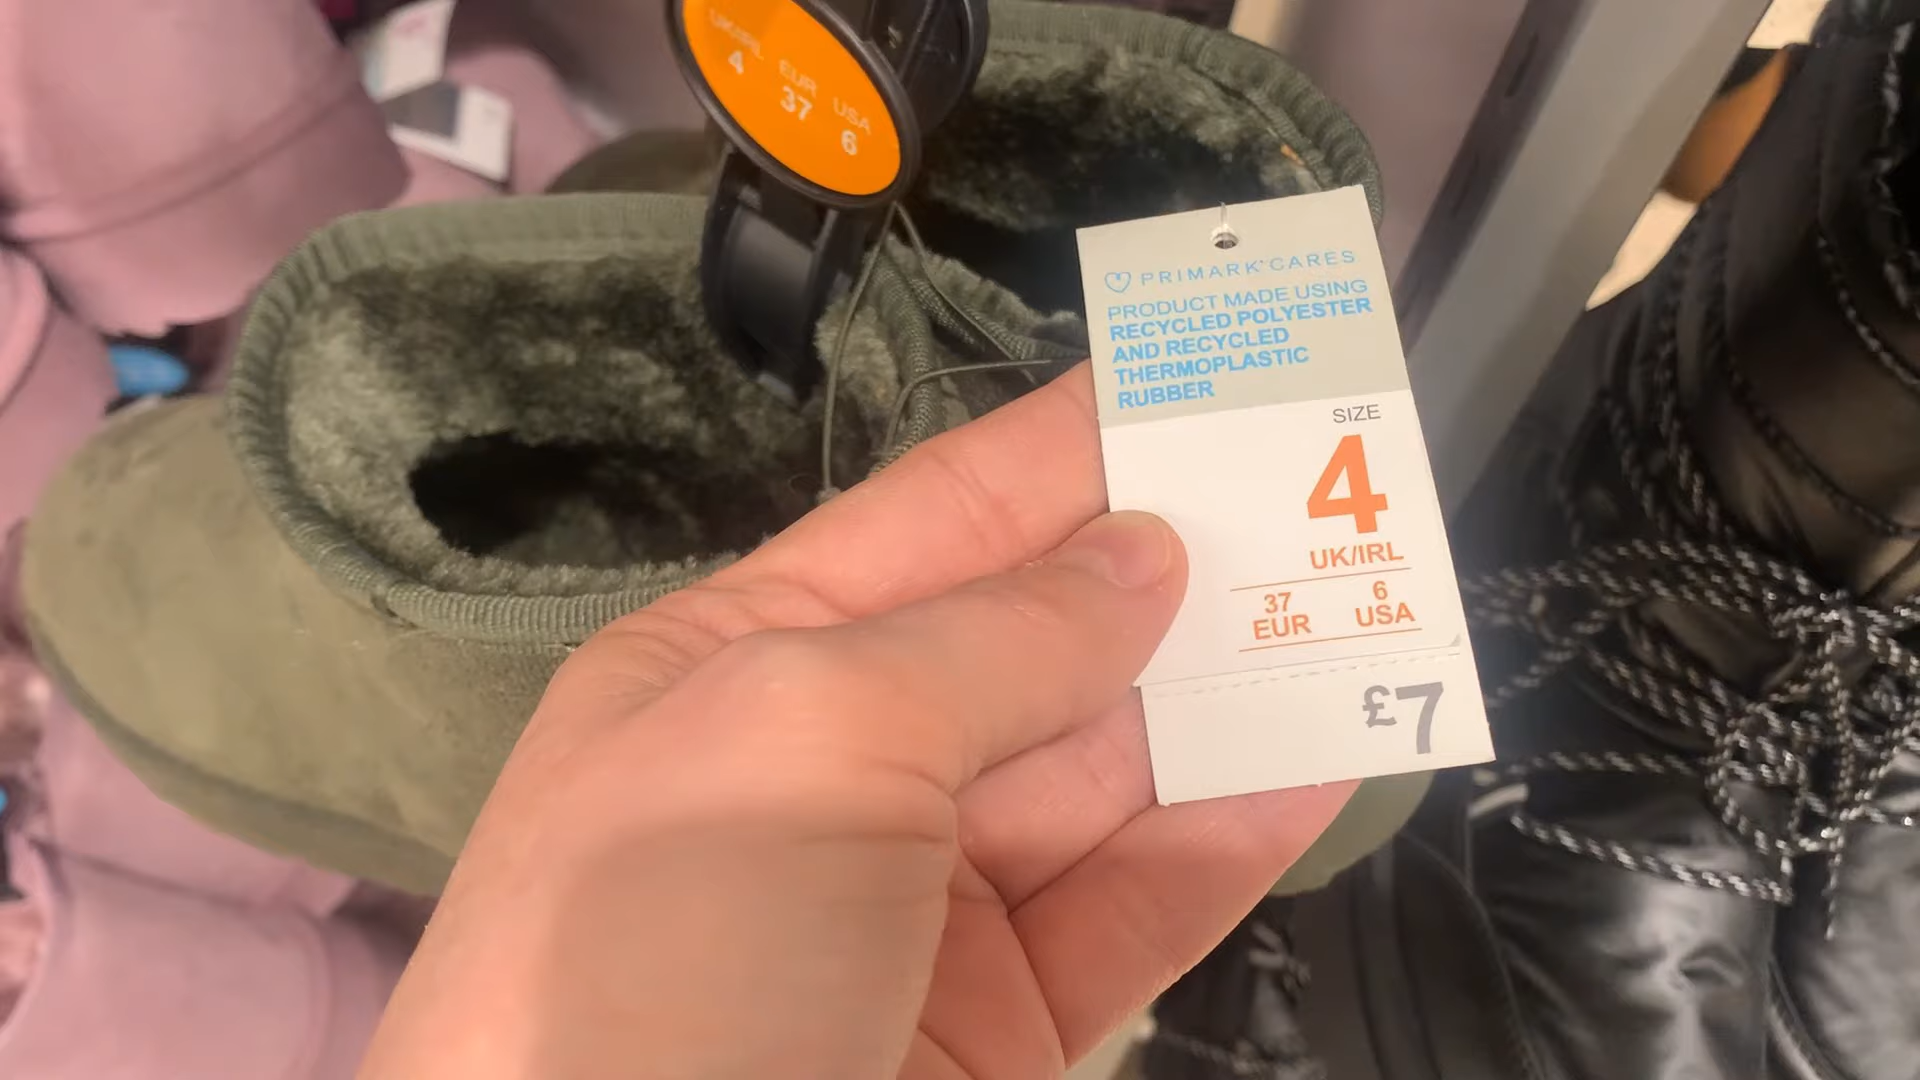 UK/IRL EUR USA
4 37 6
PRIMARK® CARES
PRODUCT MADE USING
RECYCLED POLYESTER
AND RECYCLED
THERMOPLASTIC
RUBBER
SIZE
4
UK/IRL
37 6
EUR USA
£7